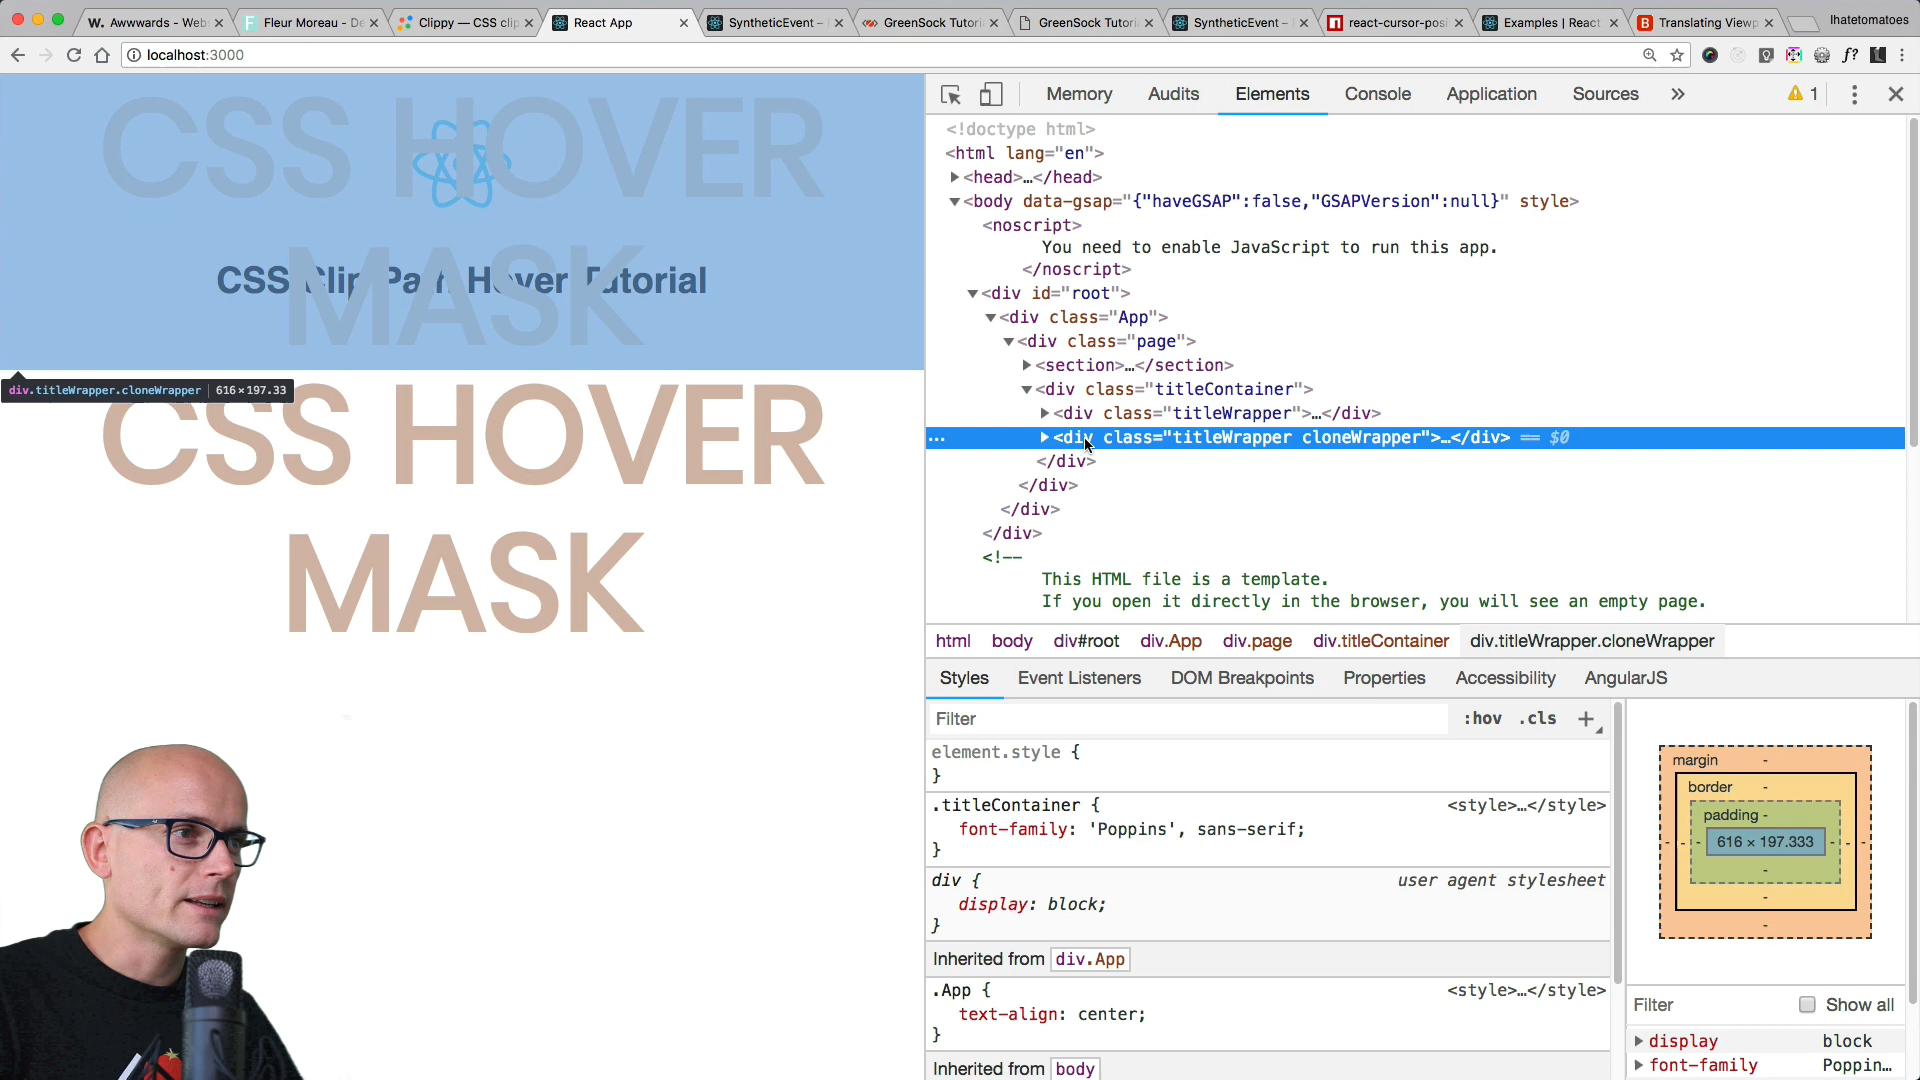 W. Awwwards - Webs
Fleur Moreau - De
Clippy — CSS clip
React App
SyntheticEvent –
GreenSock Tutori
GreenSock Tutori
SyntheticEvent –
react-cursor-posi
Examples | React
Translating Viewp
Ihatetomatoes
localhost:3000
f?
CSS HOVER
MASK
CSS Clip Path Hover Tutorial
div.titleWrapper.cloneWrapper | 616×197.33
CSS HOVER
MASK
Memory Audits Elements Console Application Sources » 1
<!doctype html>
<html lang="en">
<head>…</head>
<body data-gsap="{"haveGSAP":false,"GSAPVersion":null}" style>
<noscript>
You need to enable JavaScript to run this app.
</noscript>
<div id="root">
<div class="App">
<div class="page">
<section>…</section>
<div class="titleContainer">
<div class="titleWrapper">…</div>
… <div class="titleWrapper cloneWrapper">…</div> == $0
</div>
</div>
</div>
</div>
<!--
This HTML file is a template.
If you open it directly in the browser, you will see an empty page.
html body div#root div.App div.page div.titleContainer div.titleWrapper.cloneWrapper
Styles Event Listeners DOM Breakpoints Properties Accessibility AngularJS
Filter :hov .cls +
element.style {
}
.titleContainer { <style>…</style>
font-family: 'Poppins', sans-serif;
}
div { user agent stylesheet
display: block;
}
Inherited from div.App
.App { <style>…</style>
text-align: center;
}
Inherited from body
margin -
border -
padding -
- - - 616 × 197.333 - - -
-
-
-
Filter Show all
display block
font-family Poppin…